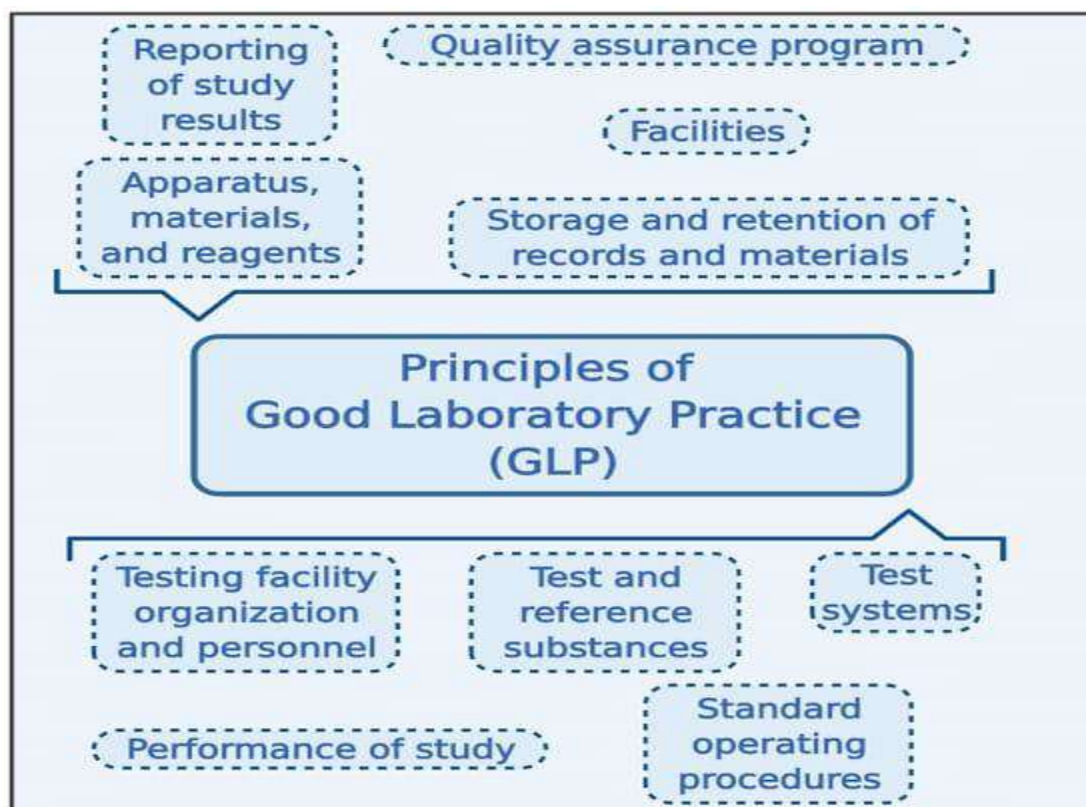 Reporting
of study
results
Quality assurance program
Facilities
Apparatus,
materials,
and reagents
Storage and retention of
records and materials
Principles of
Good Laboratory Practice
(GLP)
Testing facility
organization
and personnel
Test and
reference
substances
Test
systems
Performance of study
Standard
operating
procedures